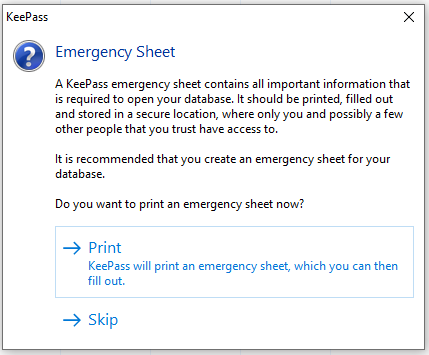 KeePass
Emergency Sheet
A KeePass emergency sheet contains all important information that
is required to open your database. It should be printed, filled out
and stored in a secure location, where only you and possibly a few
other people that you trust have access to.
It is recommended that you create an emergency sheet for your
database.
Do you want to print an emergency sheet now?
Print
KeePass will print an emergency sheet, which you can then
fill out.
Skip